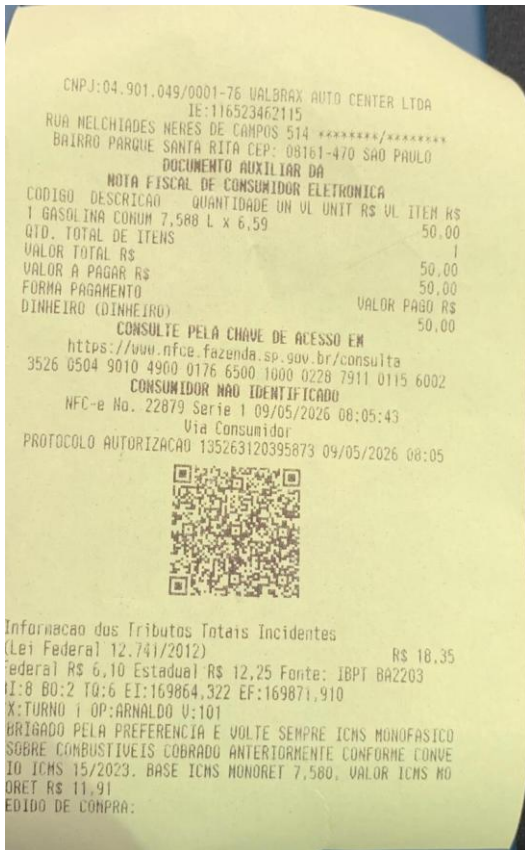 CNPJ:04.901.049/0001-76 VALBRAX AUTO CENTER LTDA
IE:116523462115
RUA MELCHIADES NERES DE CAMPOS 514 ********/********
BAIRRO PARQUE SANTA RITA CEP: 08161-470 SAO PAULO
DOCUMENTO AUXILIAR DA
NOTA FISCAL DE CONSUMIDOR ELETRONICA
CODIGO DESCRICAO QUANTIDADE UN VL UNIT R$ VL ITEM R$
1 GASOLINA COMUM 7,588 L x 6,59 50,00
QTD. TOTAL DE ITENS 1
VALOR TOTAL R$ 50,00
VALOR A PAGAR R$ 50,00
FORMA PAGAMENTO VALOR PAGO R$
DINHEIRO (DINHEIRO) 50,00
CONSULTE PELA CHAVE DE ACESSO EM
https://www.nfce.fazenda.sp.gov.br/consulta
3526 0504 9010 4900 0176 6500 1000 0228 7911 0115 6002
CONSUMIDOR NAO IDENTIFICADO
NFC-e No. 22879 Serie 1 09/05/2026 08:05:43
Via Consumidor
PROTOCOLO AUTORIZACAO 135263120395873 09/05/2026 08:05
Informacao dos Tributos Totais Incidentes
(Lei Federal 12.741/2012) R$ 18,35
ederal R$ 6,10 Estadual R$ 12,25 Fonte: IBPT BA2203
BI:8 BO:2 TQ:6 EI:169864,322 EF:169871,910
X:TURNO 1 OP:ARNALDO V:101
BRIGADO PELA PREFERENCIA E VOLTE SEMPRE ICMS MONOFASICO
SOBRE COMBUSTIVEIS COBRADO ANTERIORMENTE CONFORME CONVE
IO ICMS 15/2023. BASE ICMS MONORET 7,580, VALOR ICMS MO
ORET R$ 11,91
EDIDO DE COMPRA: